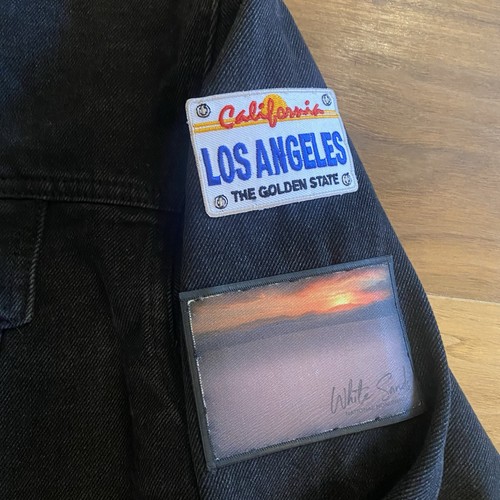 California
LOS ANGELES
THE GOLDEN STATE
White Sand